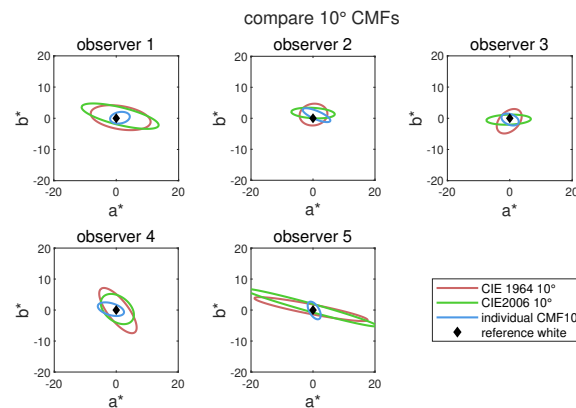 compare 10° CMFs
observer 1
observer 2
observer 3
20
10
0
-10
-20
b*
-20
0
20
a*
20
10
0
-10
-20
b*
-20
0
20
a*
20
10
0
-10
-20
b*
-20
0
20
a*
observer 4
observer 5
20
10
0
-10
-20
b*
-20
0
20
a*
20
10
0
-10
-20
b*
-20
0
20
a*
CIE 1964 10°
CIE2006 10°
individual CMF10
reference white